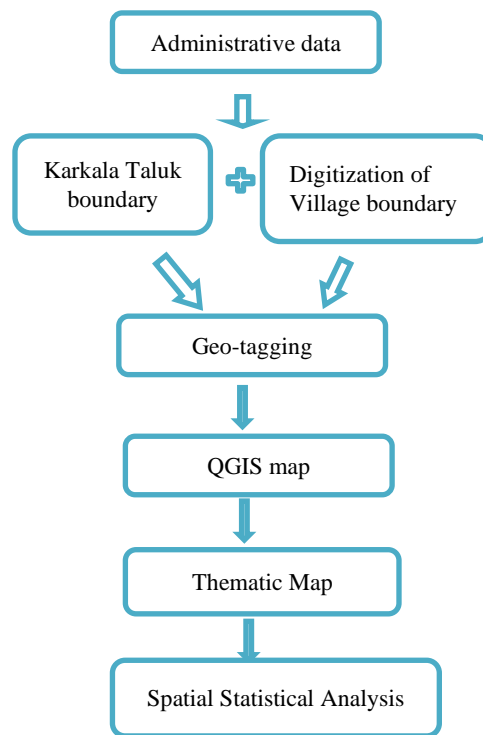 Administrative data
Karkala Taluk
boundary
Digitization of
Village boundary
Geo-tagging
QGIS map
Thematic Map
Spatial Statistical Analysis